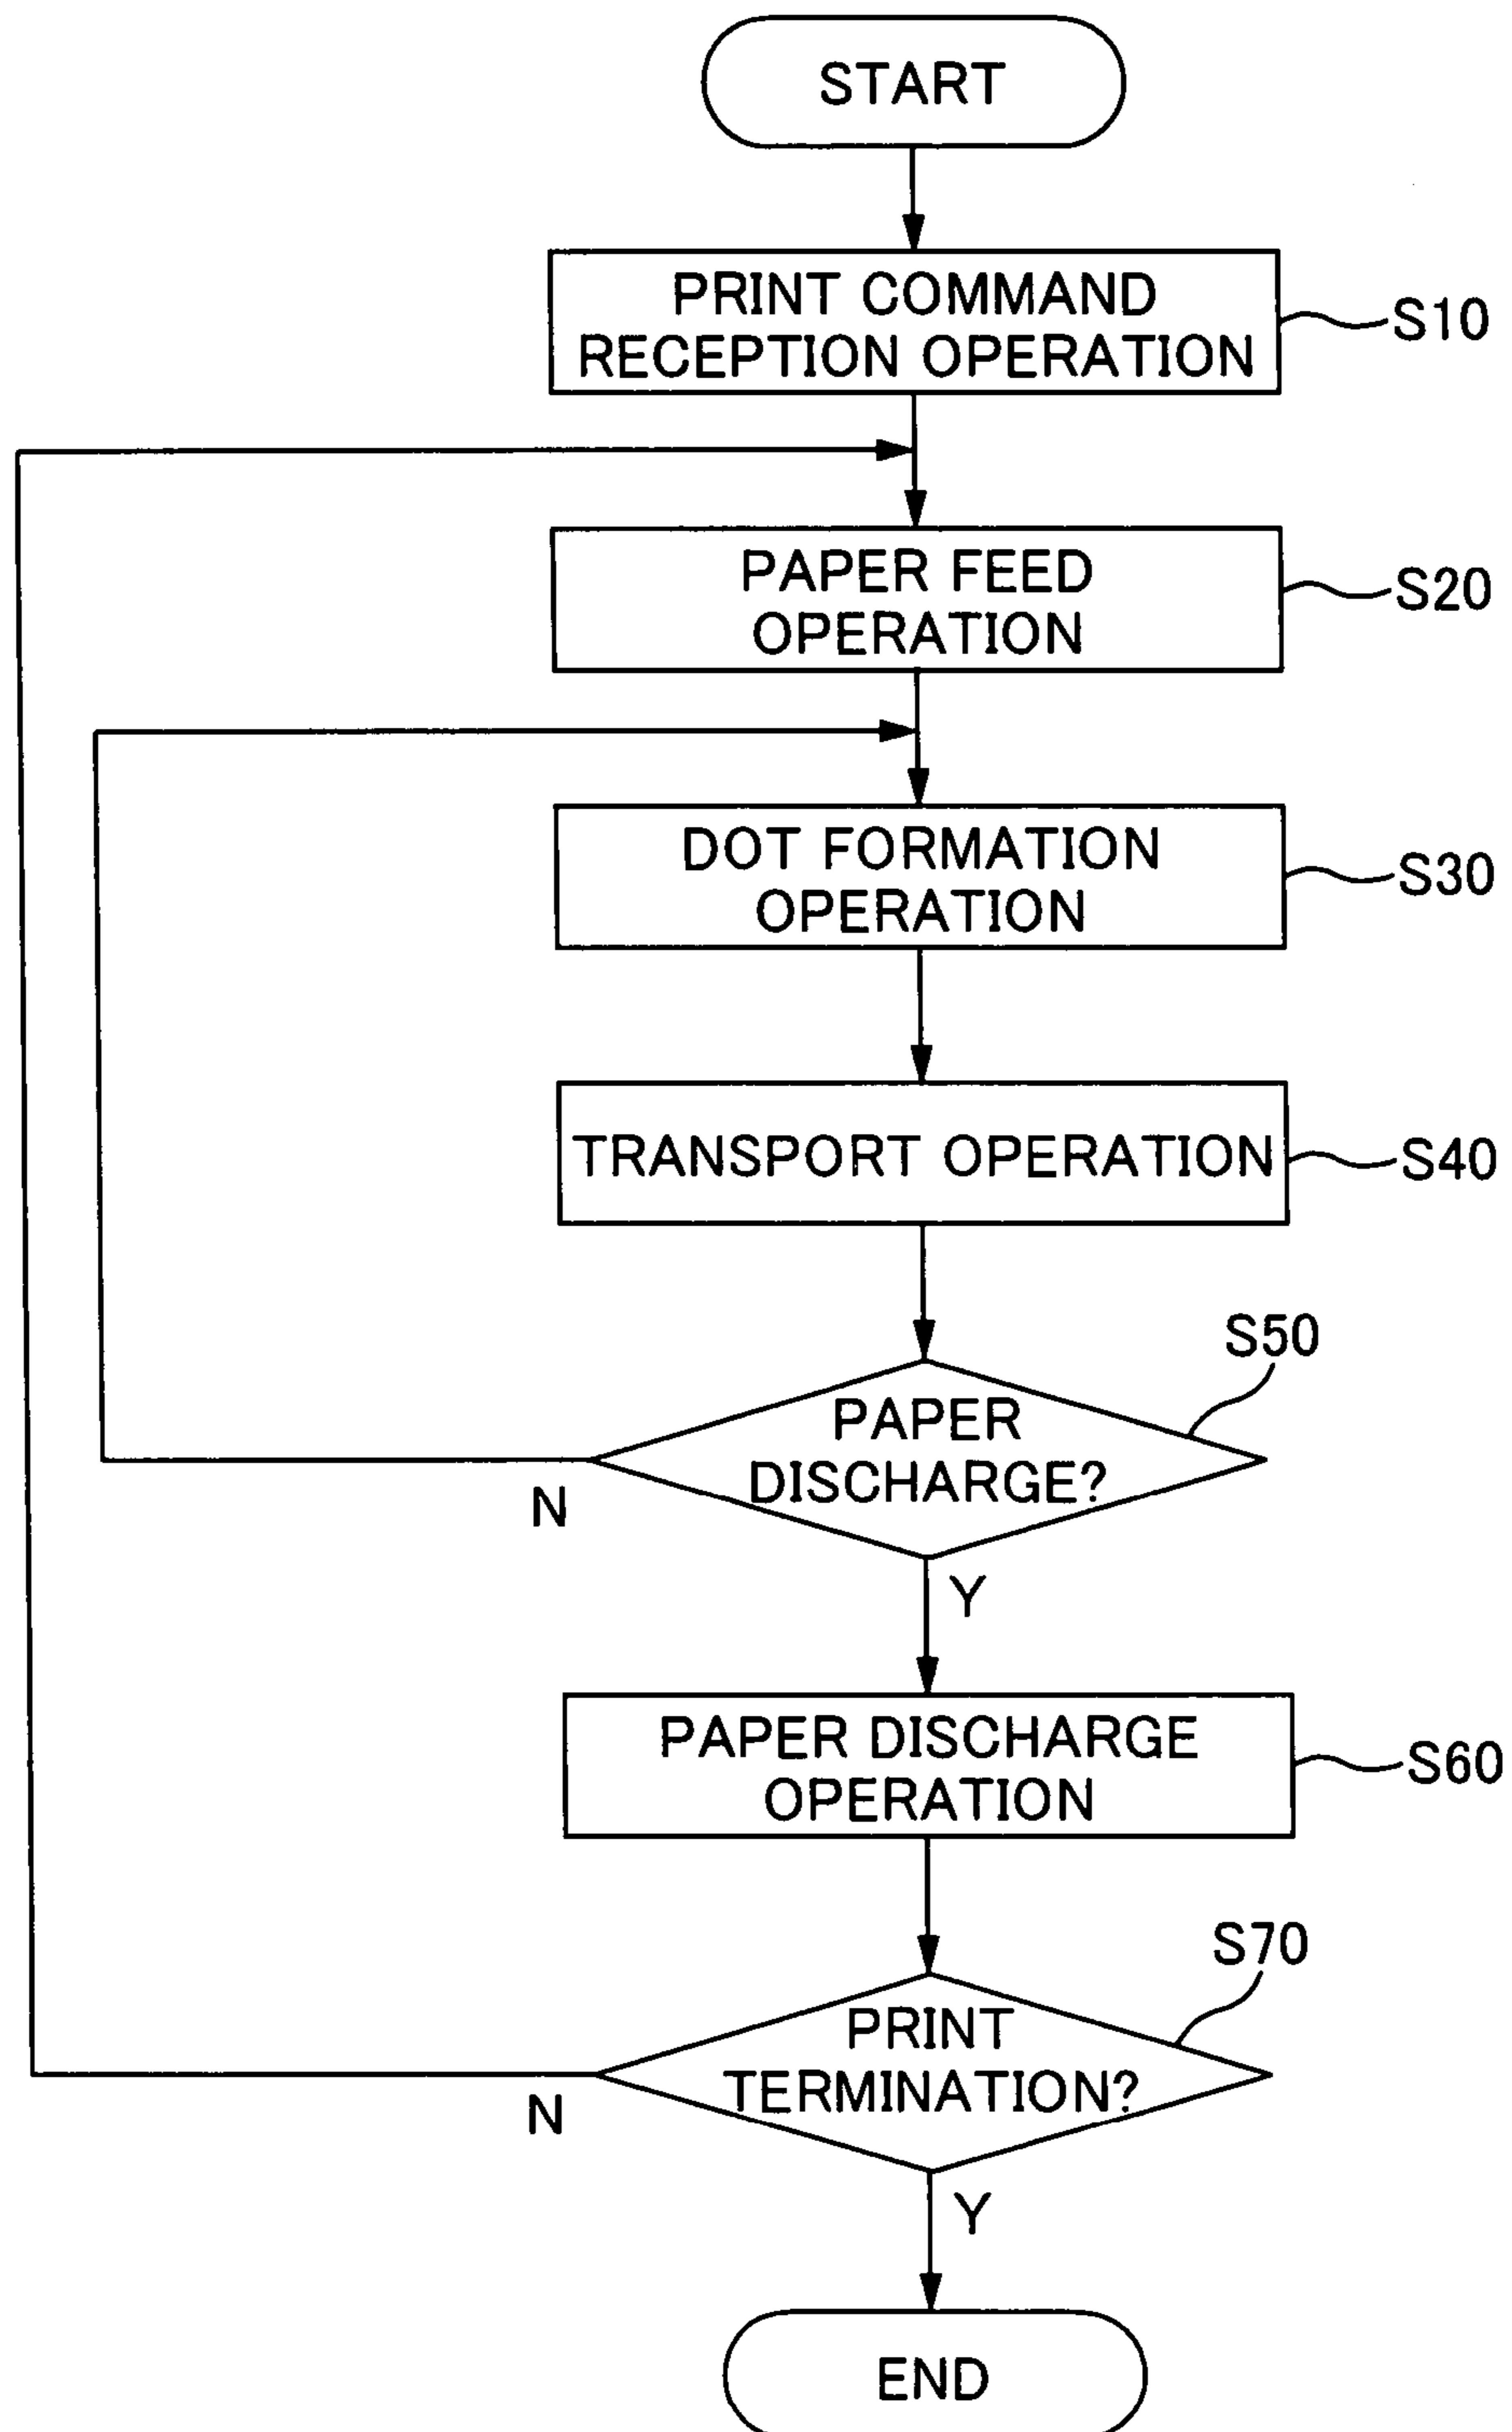 START
PRINT COMMAND
RECEPTION OPERATION
S10
PAPER FEED
OPERATION
S20
DOT FORMATION
OPERATION
S30
TRANSPORT OPERATION
S40
S50
PAPER
DISCHARGE?
N
Y
PAPER DISCHARGE
OPERATION
S60
S70
PRINT
TERMINATION?
N
Y
END